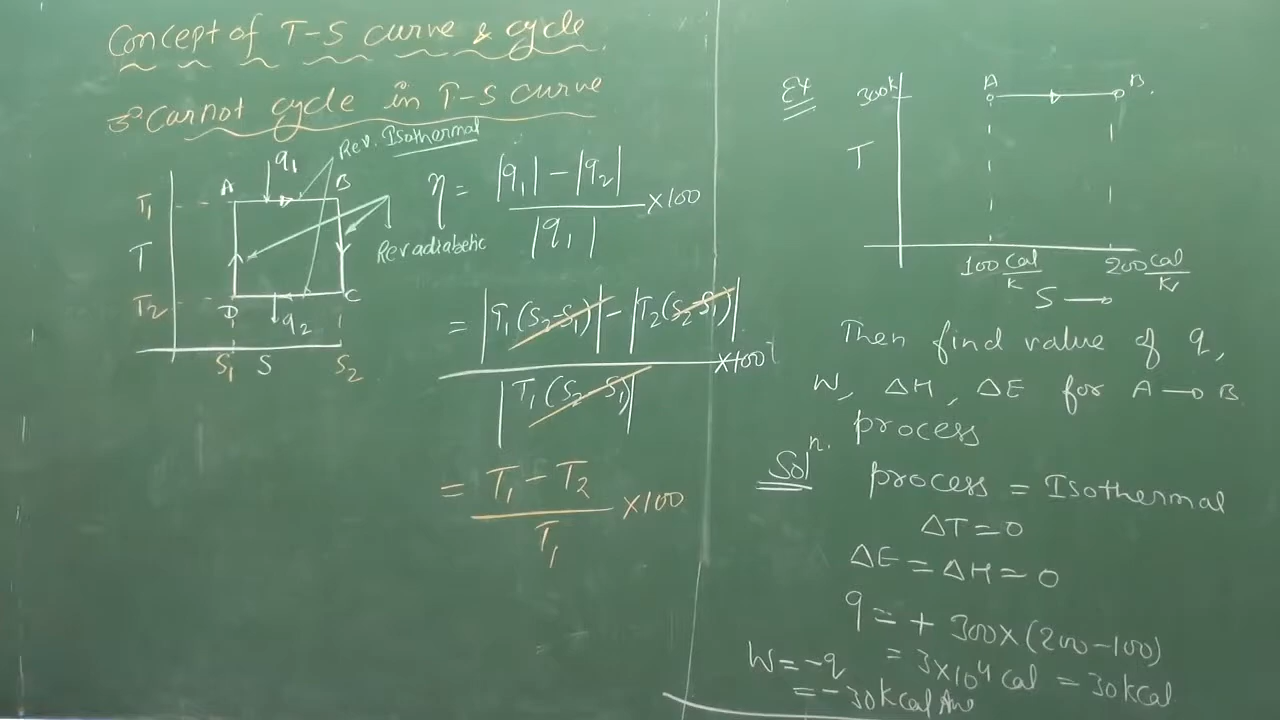 Concept of T-S curve & cycle
3° Carnot cycle in T-S curve
Rev. Isothermal
q1
A
B
T1
T
T2
D
C
q2
S1 S S2
Rev adiabetic
η = |q1| - |q2| / |q1| ×100
= |T1(S2-S1)| - |T2(S2-S1)| / |T1(S2-S1)| ×100
= T1 - T2 / T1 ×100
Ex
300K
A
B
T
100 Cal/K
200 Cal/K
S →
Then find value of q,
W, ΔH, ΔE for A → B
process
Soln.
process = Isothermal
ΔT = 0
ΔE = ΔH = 0
q = + 300×(200-100)
= 3×10⁴ cal = 30 kcal
W = -q
= -30 kcal Ans